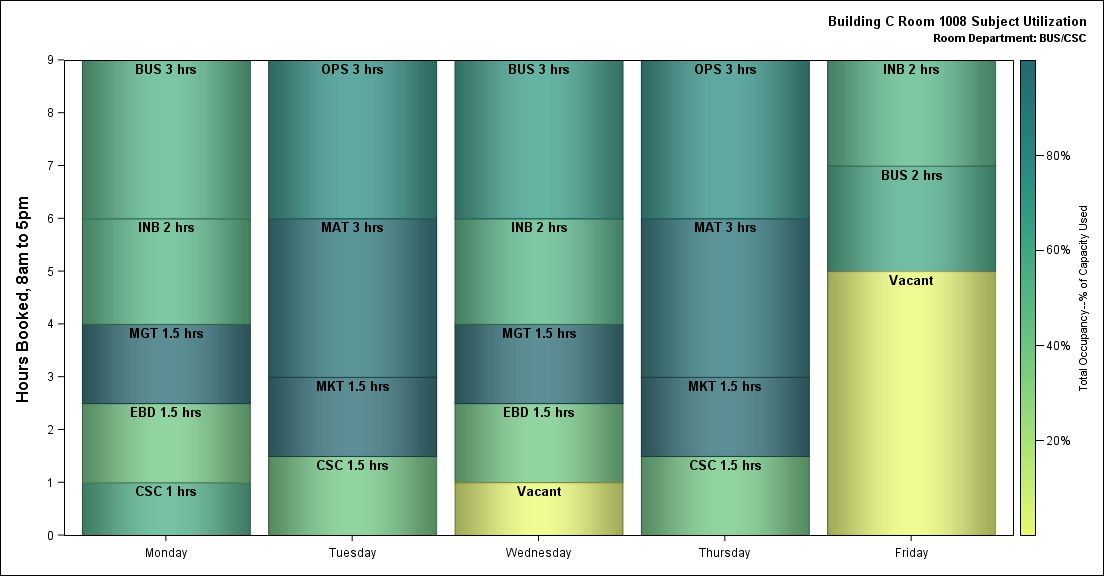 Building C Room 1008 Subject Utilization
Room Department: BUS/CSC
Hours Booked, 8am to 5pm
9
8
7
6
5
4
3
2
1
0
BUS 3 hrs
INB 2 hrs
MGT 1.5 hrs
EBD 1.5 hrs
CSC 1 hrs
OPS 3 hrs
MAT 3 hrs
MKT 1.5 hrs
CSC 1.5 hrs
BUS 3 hrs
INB 2 hrs
MGT 1.5 hrs
EBD 1.5 hrs
Vacant
OPS 3 hrs
MAT 3 hrs
MKT 1.5 hrs
CSC 1.5 hrs
INB 2 hrs
BUS 2 hrs
Vacant
Monday
Tuesday
Wednesday
Thursday
Friday
80%
60%
40%
20%
Total Occupancy--% of Capacity Used